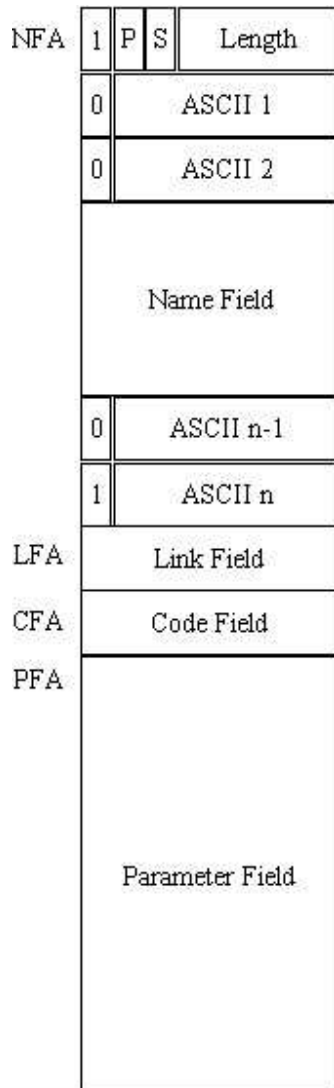 NFA 1 P S Length
0 ASCII 1
0 ASCII 2
Name Field
0 ASCII n-1
1 ASCII n
LFA Link Field
CFA Code Field
PFA
Parameter Field